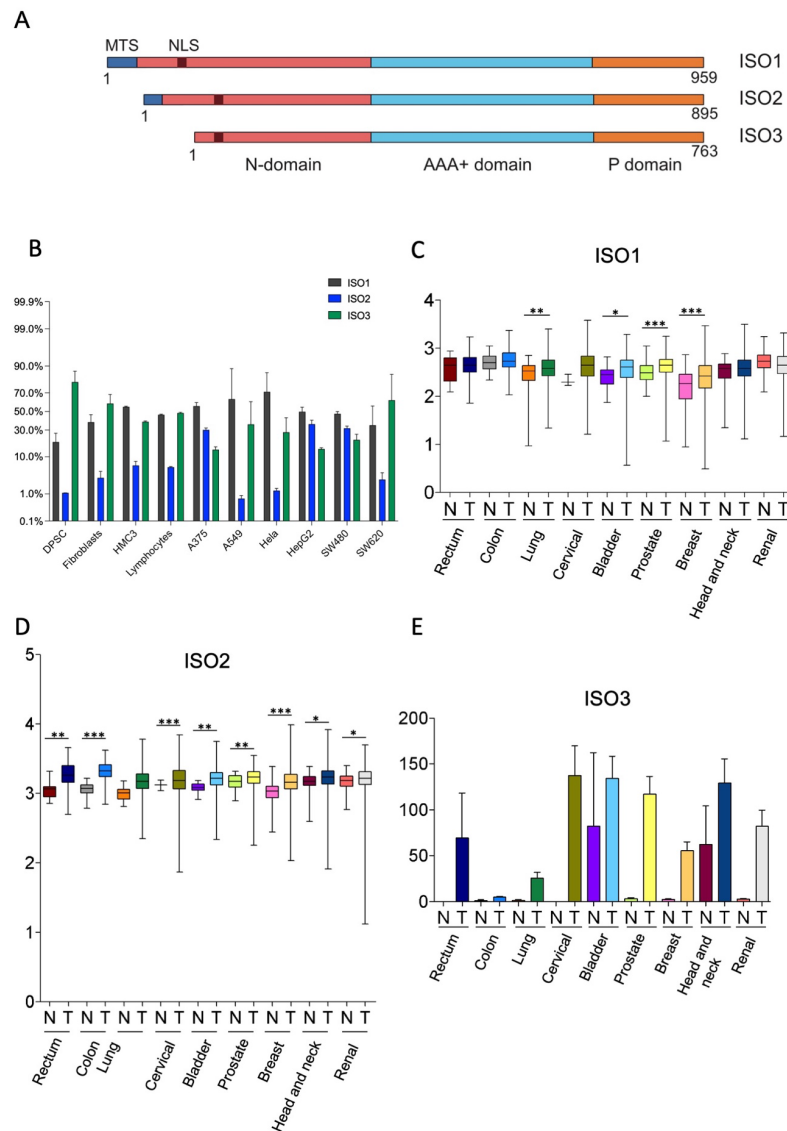 A
MTS NLS
ISO1
1 959
ISO2
1 895
ISO3
1 763
N-domain AAA+ domain P domain
B
ISO1
ISO2
ISO3
99.9%
99.0%
90.0%
70.0%
50.0%
30.0%
10.0%
1.0%
0.1%
DPSC Fibroblasts HMC3 Lymphocytes A375 A549 Hela HepG2 SW480 SW620
C
ISO1
4
3
2
1
0
** * *** ***
N T N T N T N T N T N T N T N T N T
Rectum Colon Lung Cervical Bladder Prostate Breast Head and neck Renal
D
ISO2
5
4
3
2
1
0
** *** *** ** ** *** * *
N T N T N T N T N T N T N T N T N T
Rectum Colon Lung Cervical Bladder Prostate Breast Head and neck Renal
E
ISO3
200
150
100
50
0
N T N T N T N T N T N T N T N T N T
Rectum Colon Lung Cervical Bladder Prostate Breast Head and neck Renal